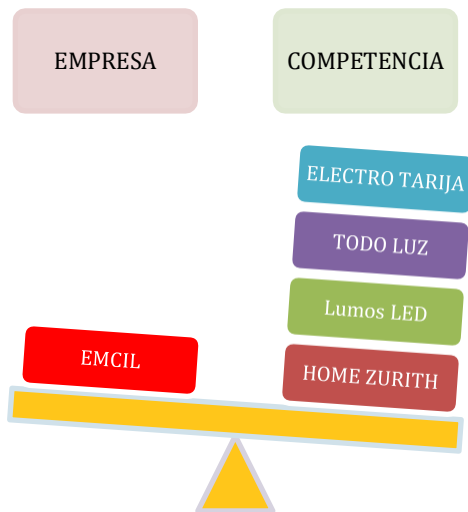 EMPRESA
COMPETENCIA
ELECTRO TARIJA
TODO LUZ
Lumos LED
EMCIL
HOME ZURITH